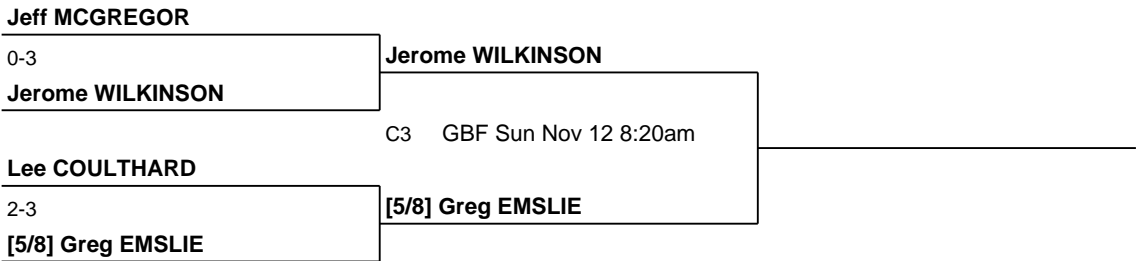 Jeff MCGREGOR
0-3
Jerome WILKINSON
Jerome WILKINSON
C3 GBF Sun Nov 12 8:20am
Lee COULTHARD
2-3
[5/8] Greg EMSLIE
[5/8] Greg EMSLIE